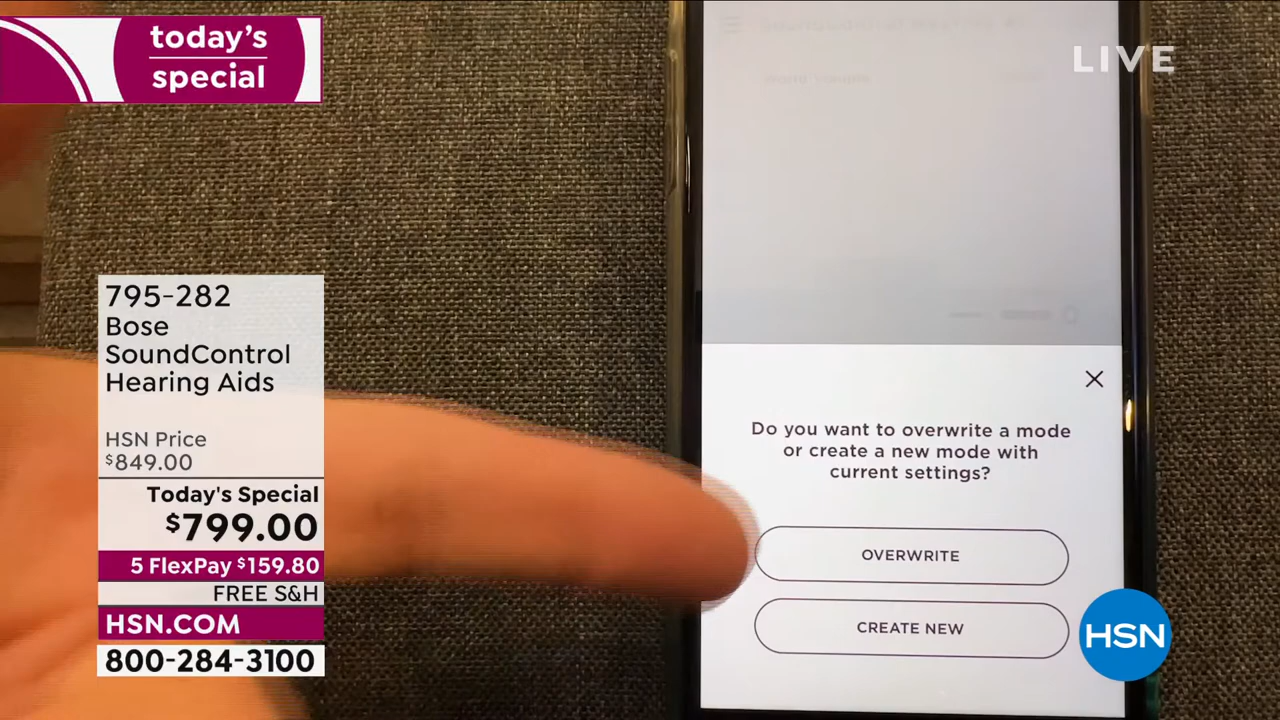 today's
special
LIVE
795-282
Bose
SoundControl
Hearing Aids
HSN Price
$849.00
Today's Special
$799.00
5 FlexPay $159.80
FREE S&H
HSN.COM
800-284-3100
Do you want to overwrite a mode
or create a new mode with
current settings?
OVERWRITE
CREATE NEW
HSN